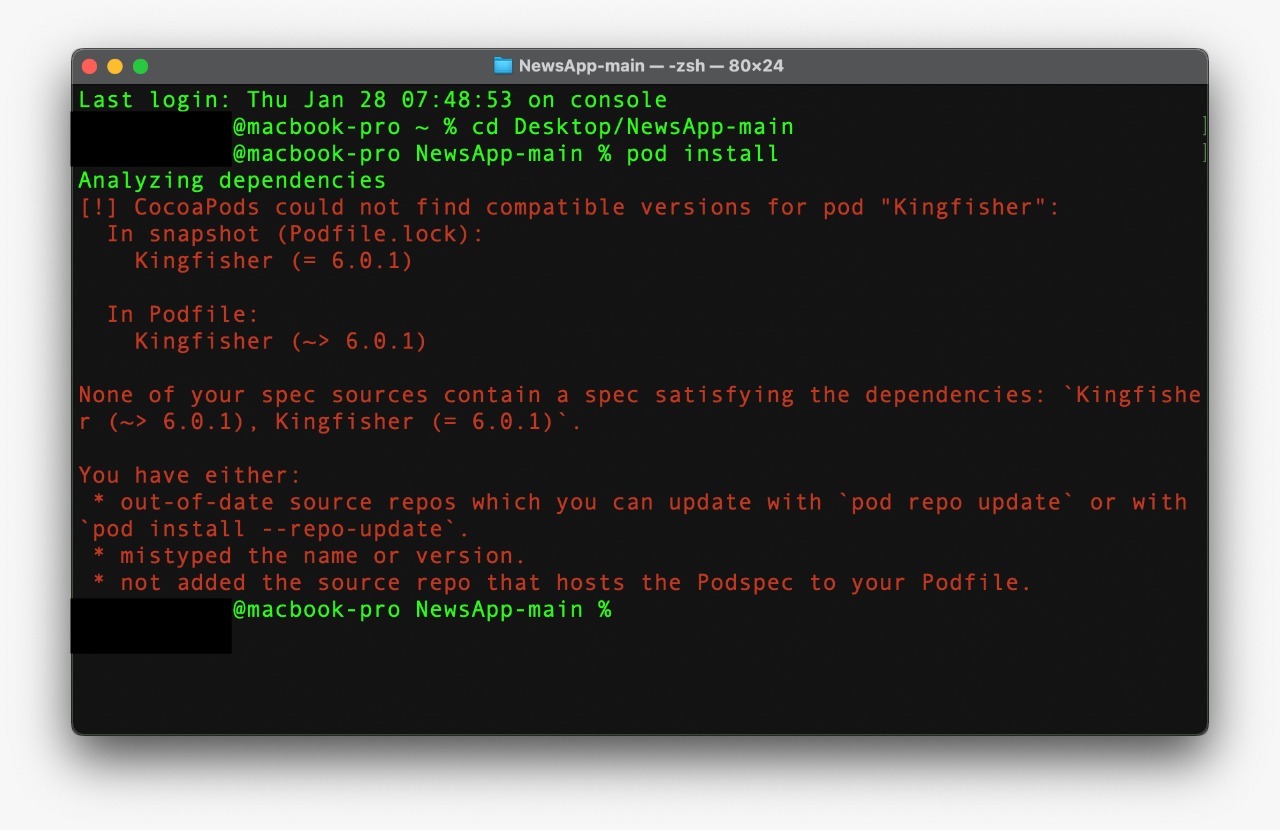 NewsApp-main — -zsh — 80×24
Last login: Thu Jan 28 07:48:53 on console
@macbook-pro ~ % cd Desktop/NewsApp-main
@macbook-pro NewsApp-main % pod install
Analyzing dependencies
[!] CocoaPods could not find compatible versions for pod "Kingfisher":
  In snapshot (Podfile.lock):
    Kingfisher (= 6.0.1)

  In Podfile:
    Kingfisher (~> 6.0.1)

None of your spec sources contain a spec satisfying the dependencies: `Kingfishe
r (~> 6.0.1), Kingfisher (= 6.0.1)`.

You have either:
 * out-of-date source repos which you can update with `pod repo update` or with
`pod install --repo-update`.
 * mistyped the name or version.
 * not added the source repo that hosts the Podspec to your Podfile.
@macbook-pro NewsApp-main %